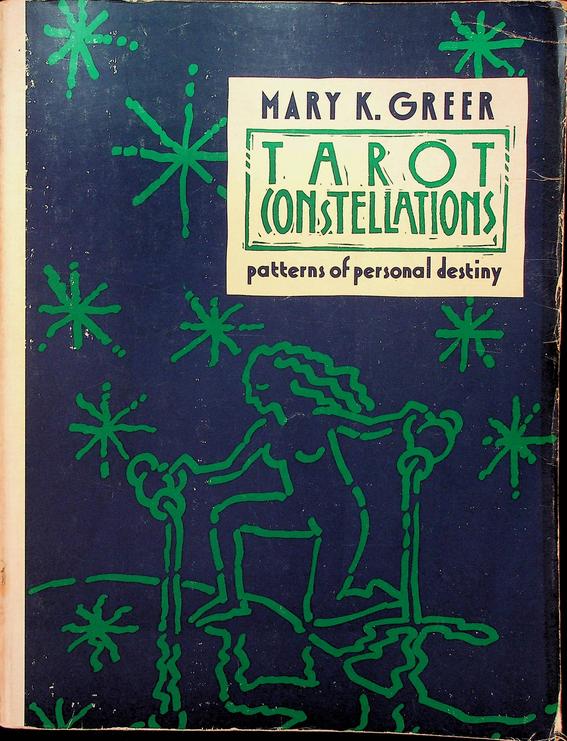 MARY K. GREER
TAROT
CONSTELLATIONS
patterns of personal destiny